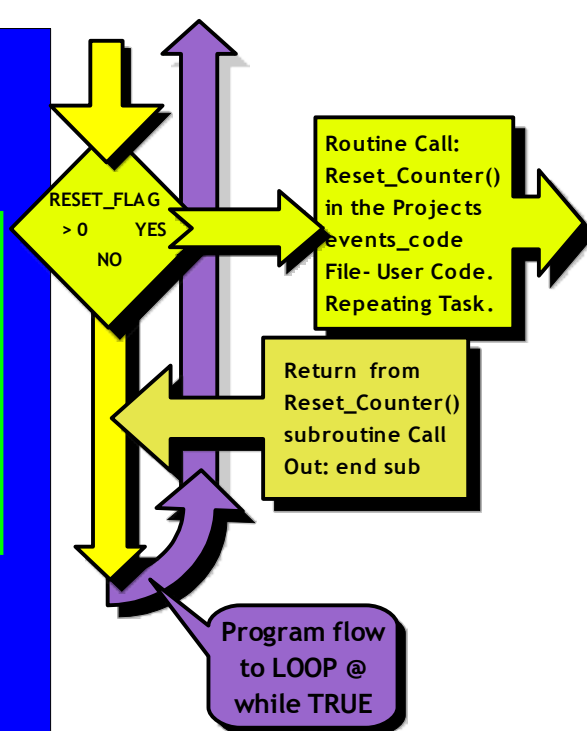 RESET_FLAG
> 0 YES
NO
Routine Call:
Reset_Counter()
in the Projects
events_code
File- User Code.
Repeating Task.
Return from
Reset_Counter()
subroutine Call
Out: end sub
Program flow
to LOOP @
while TRUE